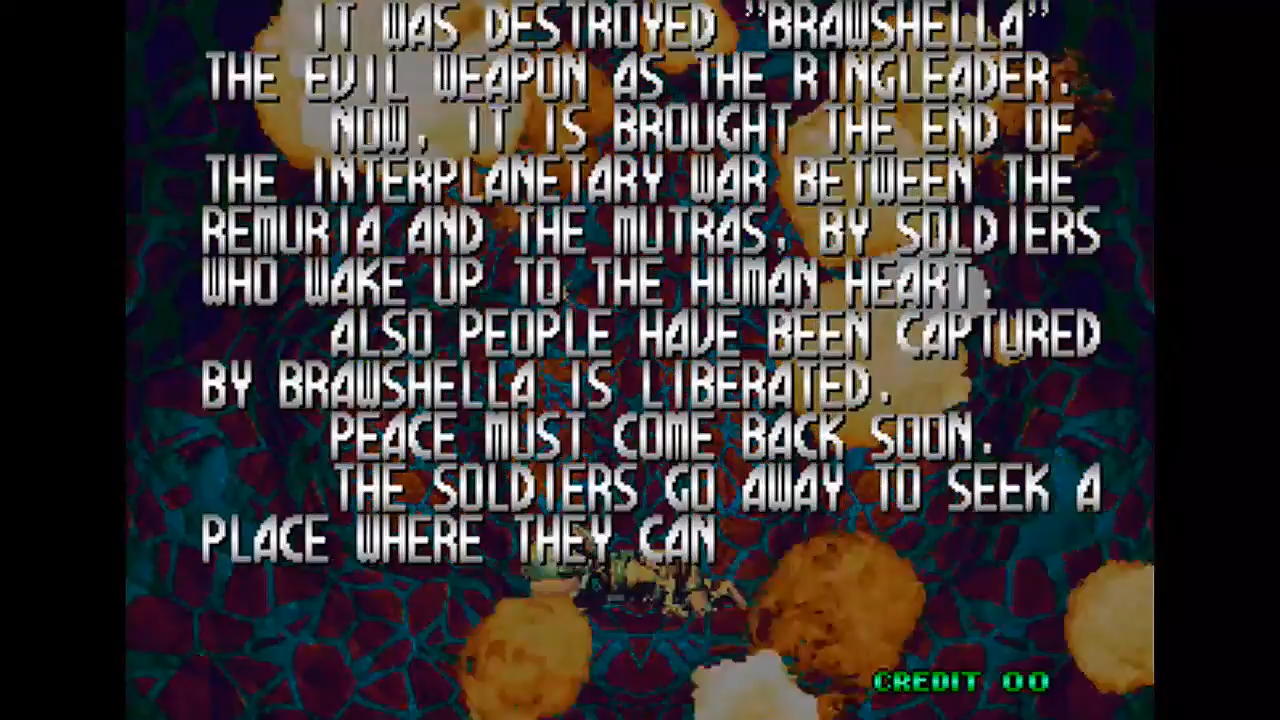 IT WAS DESTROYED "BRAWSHELLA"
THE EVIL WEAPON AS THE RINGLEADER.
NOW, IT IS BROUGHT THE END OF
THE INTERPLANETARY WAR BETWEEN THE
REMURIA AND THE MUTRAS, BY SOLDIERS
WHO WAKE UP TO THE HUMAN HEART.
ALSO PEOPLE HAVE BEEN CAPTURED
BY BRAWSHELLA IS LIBERATED.
PEACE MUST COME BACK SOON.
THE SOLDIERS GO AWAY TO SEEK A
PLACE WHERE THEY CAN
CREDIT 00